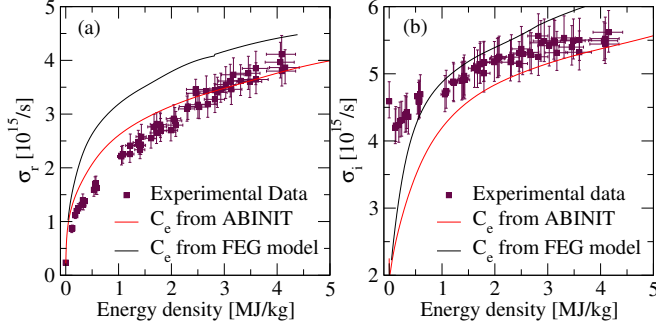 (a)
σr [10^15/s]
5
4
3
2
1
0
Experimental Data
Ce from ABINIT
Ce from FEG model
0 1 2 3 4 5
Energy density [MJ/kg]
(b)
σi [10^15/s]
6
5
4
3
2
Experimental data
Ce from ABINIT
Ce from FEG model
0 1 2 3 4 5
Energy density [MJ/kg]